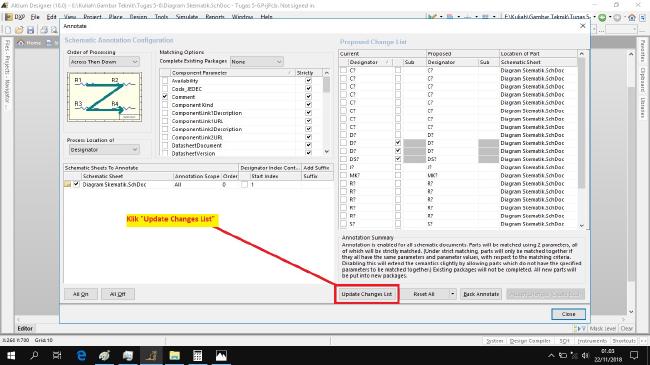 Altium Designer (16.0) - E:\Kuliah\Gambar Teknik\Tugas 5-6\Diagram Skematik.SchDoc - Tugas 5-6.PrjPcb. Not signed in.
DXP File Edit View Project Place Design Tools Simulate Reports Window Help
E:\Kuliah\Gambar Teknik\Tugas 5-
Annotate
Home
Files
Projects
Navigator
Favorites
Clipboard
Libraries
Schematic Annotation Configuration
Order of Processing
Across Then Down
R1 R2
R3 R4
Process Location of
Designator
Matching Options
Complete Existing Packages None
Component Parameter Strictly
Availability
Code_JEDEC
Comment
Component Kind
ComponentLink1Description
ComponentLink1URL
ComponentLink2Description
ComponentLink2URL
DatasheetDocument
DatasheetVersion
Schematic Sheets To Annotate Designator Index Cont... Add Suffix
Schematic Sheet Annotation Scope Order Start Index Suffix
Diagram Skematik.SchDoc All 0 1
Klik "Update Changes List"
All On All Off
Proposed Change List
Current Proposed Location of Part
Designator Sub Designator Sub Schematic Sheet
C? C? Diagram Skematik.SchDoc
C? C? Diagram Skematik.SchDoc
C? C? Diagram Skematik.SchDoc
C? C? Diagram Skematik.SchDoc
C? C? Diagram Skematik.SchDoc
C? C? Diagram Skematik.SchDoc
C? C? Diagram Skematik.SchDoc
D? D? Diagram Skematik.SchDoc
D? D? Diagram Skematik.SchDoc
D? D? Diagram Skematik.SchDoc
DS? DS? Diagram Skematik.SchDoc
J? J? Diagram Skematik.SchDoc
MK? MK? Diagram Skematik.SchDoc
R? R? Diagram Skematik.SchDoc
R? R? Diagram Skematik.SchDoc
R? R? Diagram Skematik.SchDoc
R? R? Diagram Skematik.SchDoc
S? S? Diagram Skematik.SchDoc
Annotation Summary
Annotation is enabled for all schematic documents. Parts will be matched using 2 parameters, all
of which will be strictly matched. (Under strict matching, parts will only be matched together if
they all have the same parameters and parameter values, with respect to the matching criteria.
Disabling this will extend the semantics slightly by allowing parts which do not have the specified
parameters to be matched together.) Existing packages will not be completed. All new parts will
be put into new packages.
Update Changes List Reset All Back Annotate
Close
Editor
Mask Level Clear
X:260 Y:700 Grid:10
System Design Compiler SCH Instruments Shortcuts
01.03
22/11/2018